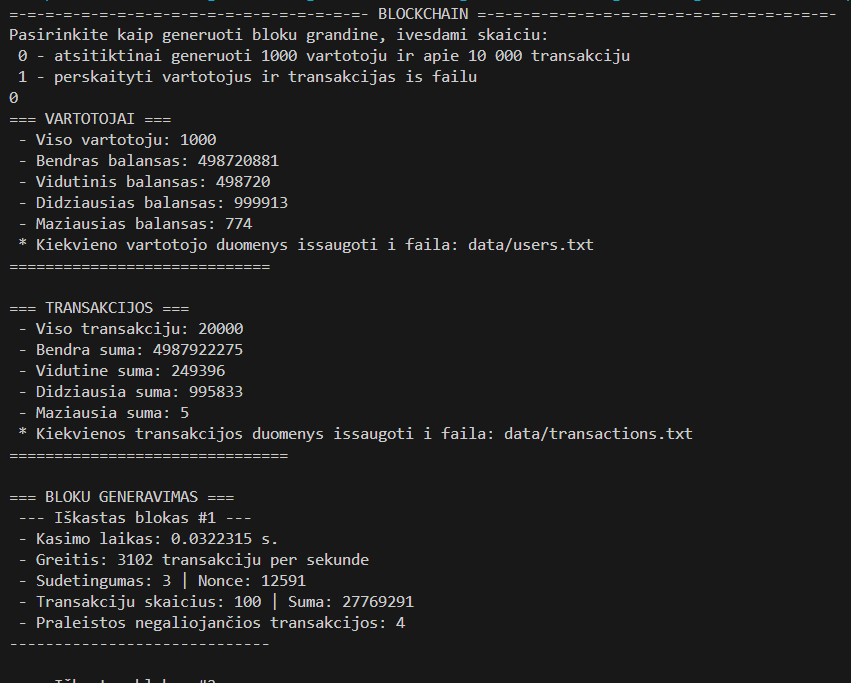 =-=-=-=-=-=-=-=-=-=-=-=-=-=-=-=-=-=-=-=- BLOCKCHAIN =-=-=-=-=-=-=-=-=-=-=-=-=-=-=-=-=-=-=-=-
Pasirinkite kaip generuoti bloku grandine, ivesdami skaiciu:
 0 - atsitiktinai generuoti 1000 vartotoju ir apie 10 000 transakciju
 1 - perskaityti vartotojus ir transakcijas is failu
0
=== VARTOTOJAI ===
 - Viso vartotoju: 1000
 - Bendras balansas: 498720881
 - Vidutinis balansas: 498720
 - Didziausias balansas: 999913
 - Maziausias balansas: 774
 * Kiekvieno vartotojo duomenys issaugoti i faila: data/users.txt
=============================

=== TRANSAKCIJOS ===
 - Viso transakciju: 20000
 - Bendra suma: 4987922275
 - Vidutine suma: 249396
 - Didziausia suma: 995833
 - Maziausia suma: 5
 * Kiekvienos transakcijos duomenys issaugoti i faila: data/transactions.txt
===============================

=== BLOKU GENERAVIMAS ===
 --- Iškastas blokas #1 ---
 - Kasimo laikas: 0.0322315 s.
 - Greitis: 3102 transakciju per sekunde
 - Sudetingumas: 3 | Nonce: 12591
 - Transakciju skaicius: 100 | Suma: 27769291
 - Praleistos negaliojančios transakcijos: 4
-----------------------------